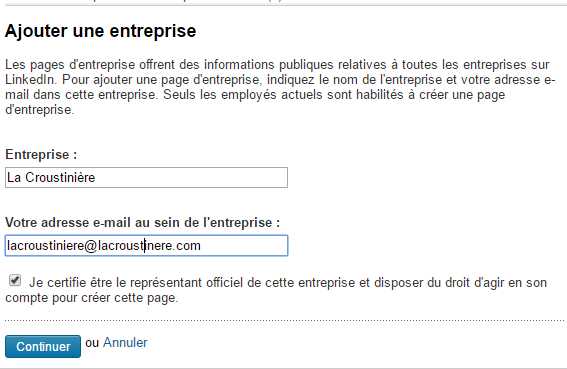 Ajouter une entreprise
Les pages d'entreprise offrent des informations publiques relatives à toutes les entreprises sur
LinkedIn. Pour ajouter une page d'entreprise, indiquez le nom de l'entreprise et votre adresse e-
mail dans cette entreprise. Seuls les employés actuels sont habilités à créer une page
d'entreprise.
Entreprise :
La Croustinière
Votre adresse e-mail au sein de l'entreprise :
lacroustiniere@lacroustinere.com
Je certifie être le représentant officiel de cette entreprise et disposer du droit d'agir en son
compte pour créer cette page.
Continuer ou Annuler